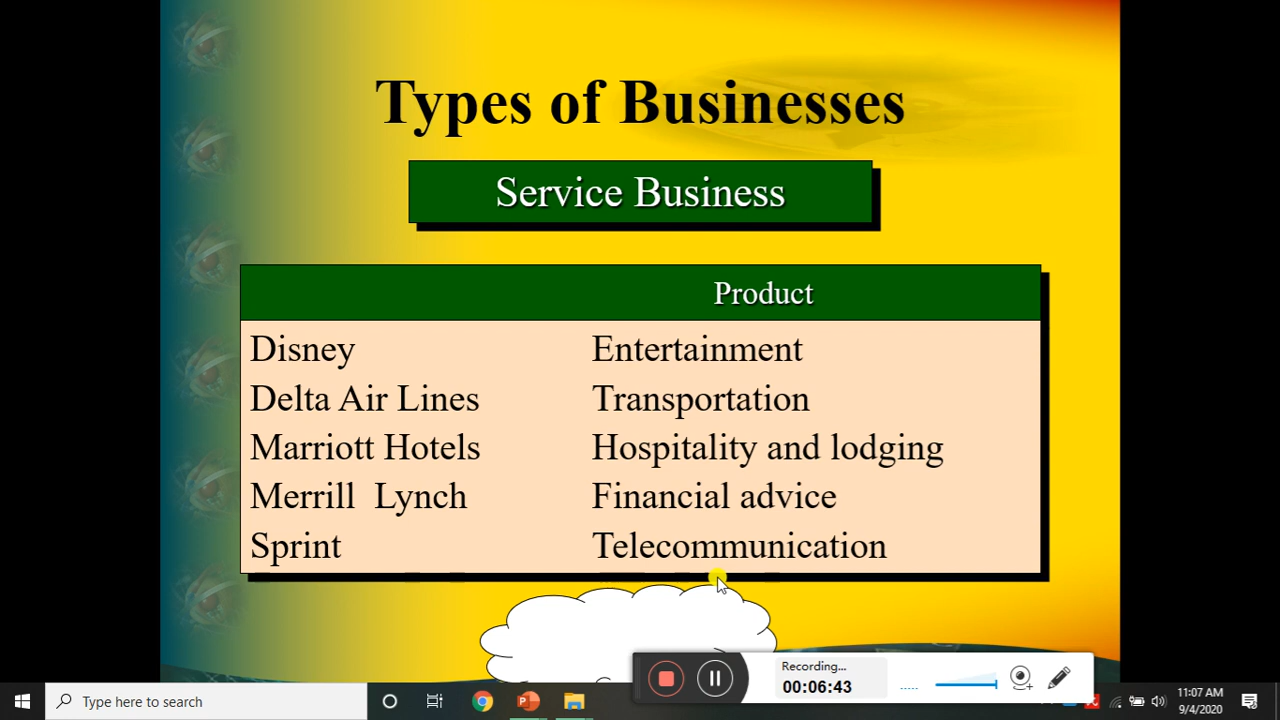 Types of Businesses
Service Business
Product
Disney Entertainment
Delta Air Lines Transportation
Marriott Hotels Hospitality and lodging
Merrill Lynch Financial advice
Sprint Telecommunication
Recording...
00:06:43
Type here to search
11:07 AM
9/4/2020